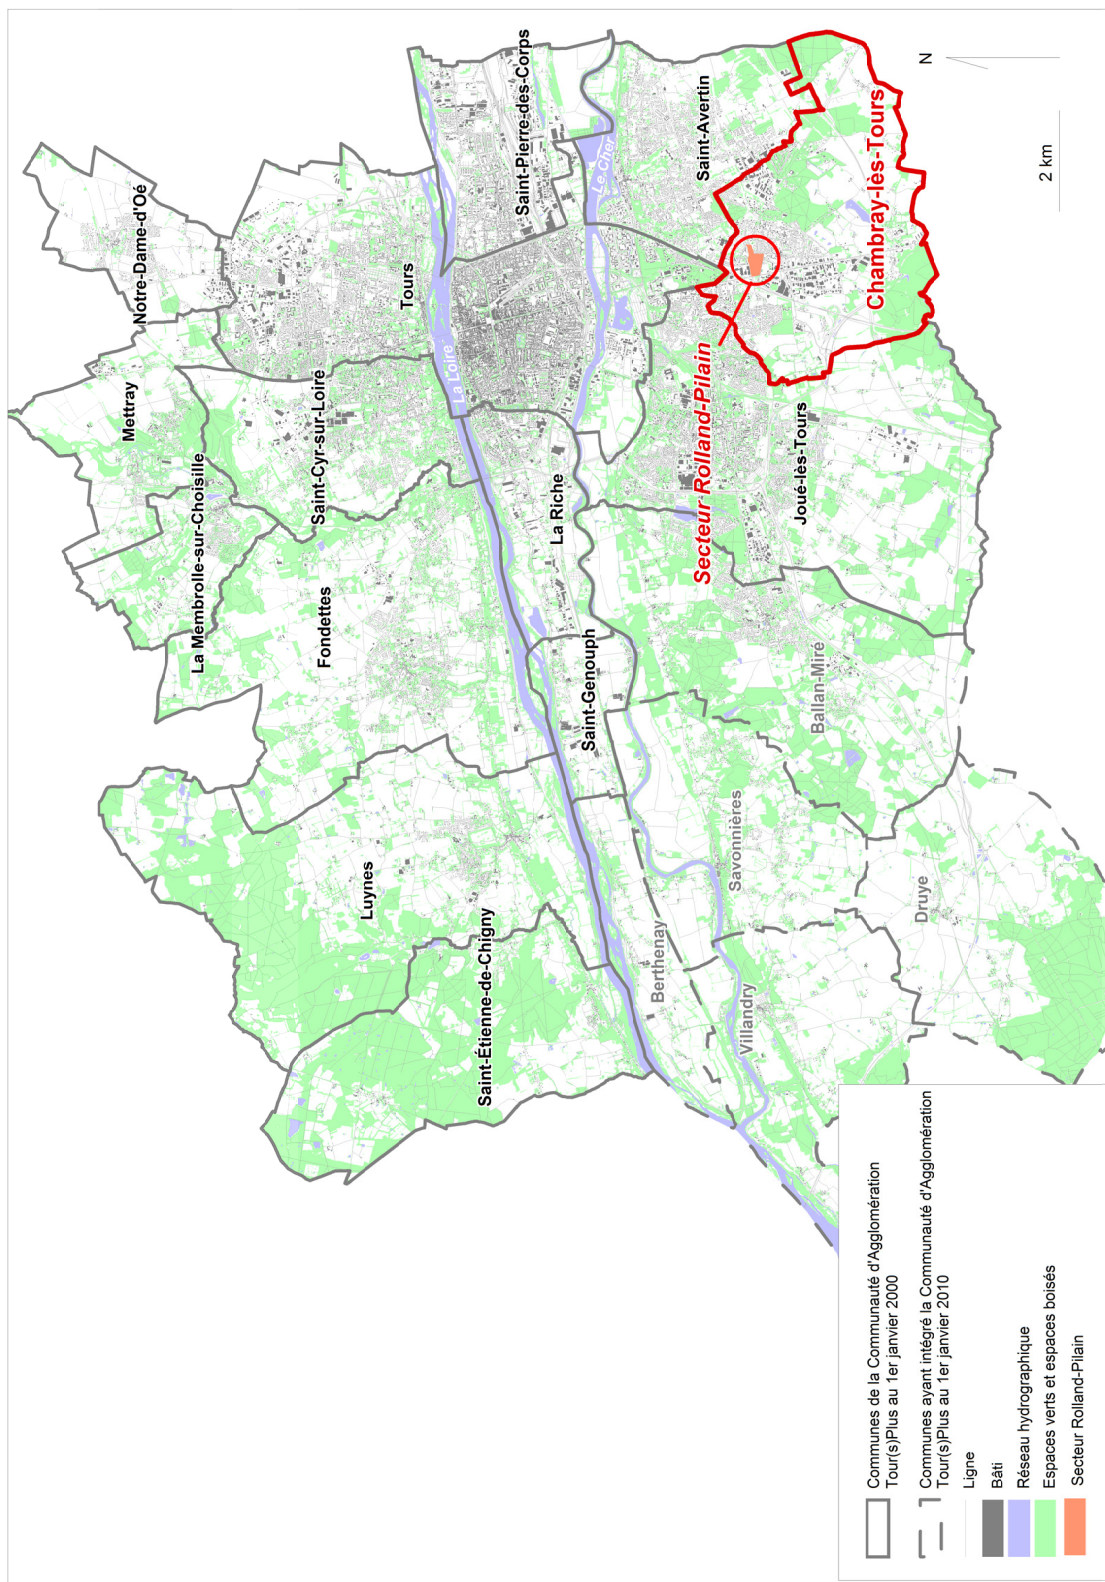 Notre-Dame-d'Oé
Mettray
La Membrolle-sur-Choisille
Saint-Cyr-sur-Loire
Tours
Fondettes
Luynes
Saint-Étienne-de-Chigny
La Loire
Saint-Pierre-des-Corps
La Riche
Saint-Genouph
Le Cher
Saint-Avertin
Berthenay
Savonnières
Villandry
Secteur Rolland-Pilain
Joué-lès-Tours
Ballan-Miré
Chambray-lès-Tours
Druye
N
2 km
Communes de la Communauté d'Agglomération
Tour(s)Plus au 1er janvier 2000
Communes ayant intégré la Communauté d'Agglomération
Tour(s)Plus au 1er janvier 2010
Ligne
Bâti
Réseau hydrographique
Espaces verts et espaces boisés
Secteur Rolland-Pilain